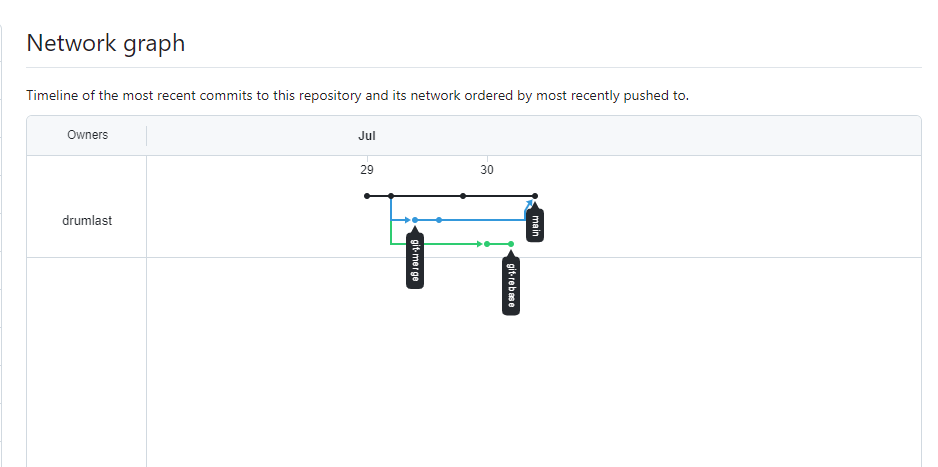 Network graph
Timeline of the most recent commits to this repository and its network ordered by most recently pushed to.
Owners
Jul
29
30
drumlast
main
git-merge
git-rebase